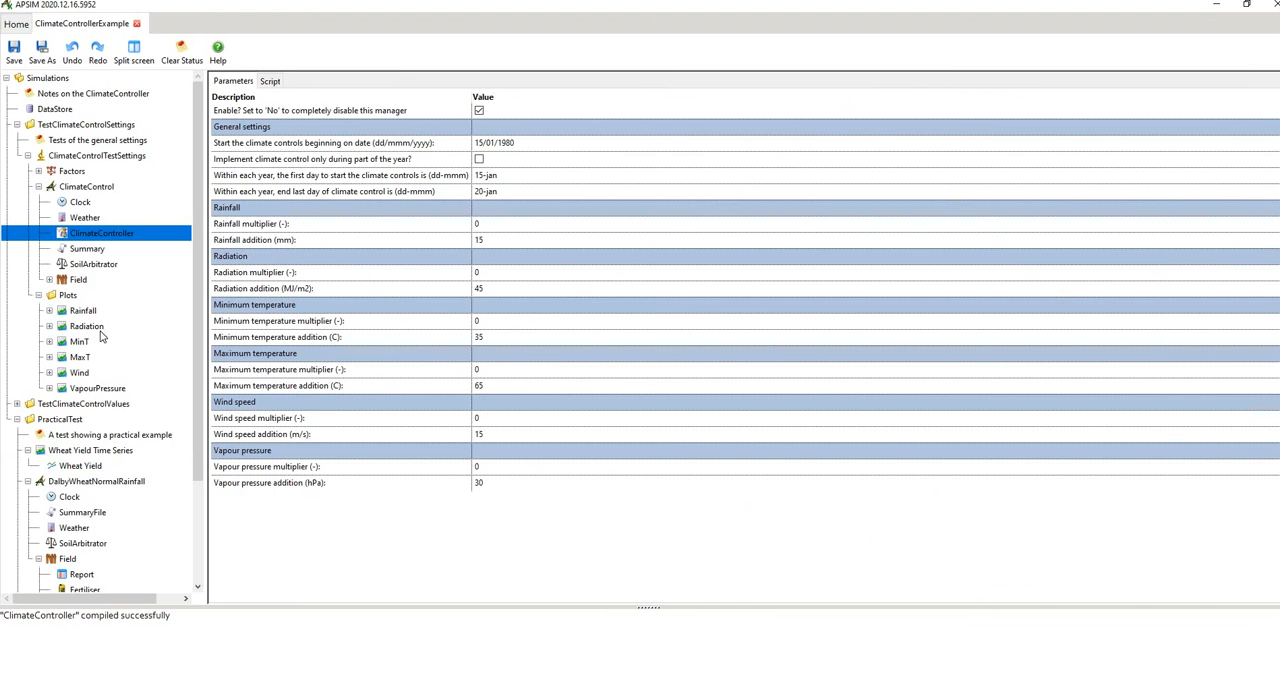 APSIM 2020.12.16.5952
Home ClimateControllerExample
Save Save As Undo Redo Split screen Clear Status Help
Simulations
Notes on the ClimateController
DataStore
TestClimateControlSettings
Tests of the general settings
ClimateControlTestSettings
Factors
ClimateControl
Clock
Weather
ClimateController
Summary
SoilArbitrator
Field
Plots
Rainfall
Radiation
MinT
MaxT
Wind
VapourPressure
TestClimateControlValues
PracticalTest
A test showing a practical example
Wheat Yield Time Series
Wheat Yield
DalbyWheatNormalRainfall
Clock
SummaryFile
Weather
SoilArbitrator
Field
Report
Fertiliser
Parameters Script
Description Value
Enable? Set to 'No' to completely disable this manager
General settings
Start the climate controls beginning on date (dd/mmm/yyyy): 15/01/1980
Implement climate control only during part of the year?
Within each year, the first day to start the climate controls is (dd-mmm) 15-jan
Within each year, end last day of climate control is (dd-mmm) 20-jan
Rainfall
Rainfall multiplier (-): 0
Rainfall addition (mm): 15
Radiation
Radiation multiplier (-): 0
Radiation addition (MJ/m2): 45
Minimum temperature
Minimum temperature multiplier (-): 0
Minimum temperature addition (C): 35
Maximum temperature
Maximum temperature multiplier (-): 0
Maximum temperature addition (C): 65
Wind speed
Wind speed multiplier (-): 0
Wind speed addition (m/s): 15
Vapour pressure
Vapour pressure multiplier (-): 0
Vapour pressure addition (hPa): 30
"ClimateController" compiled successfully